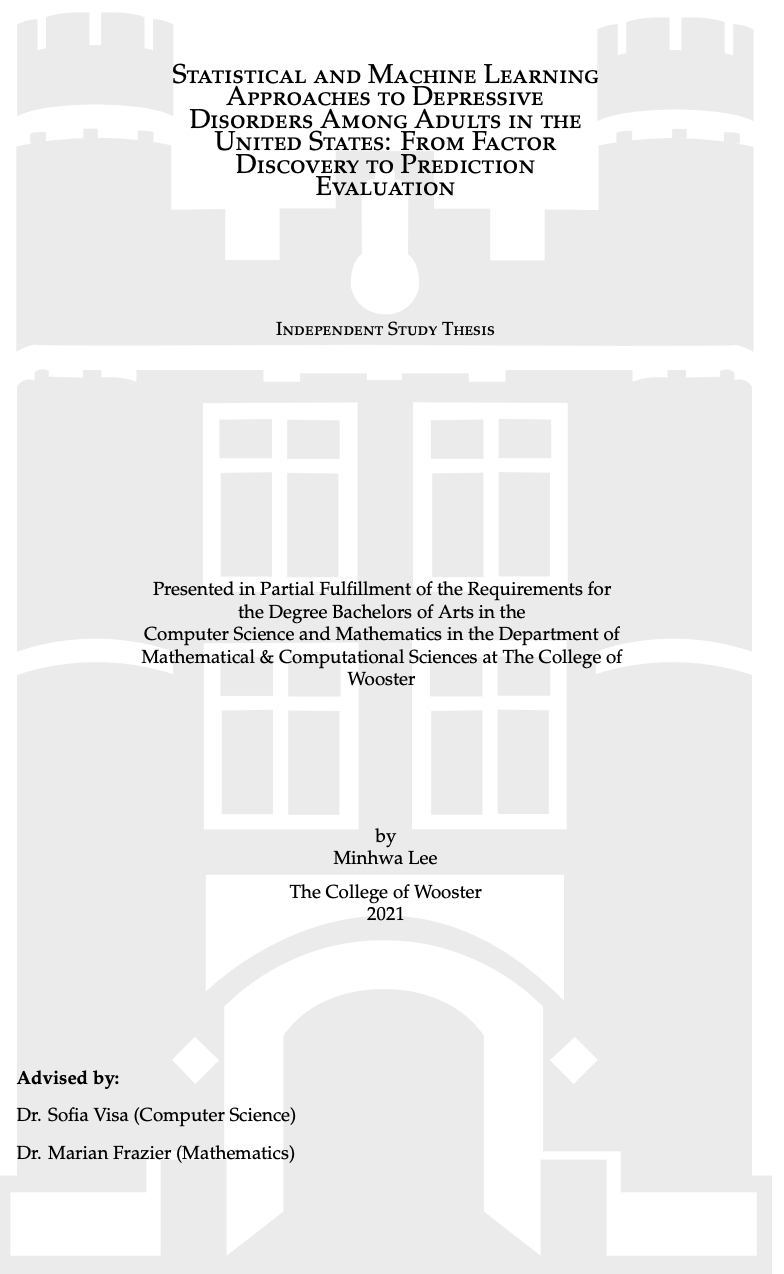 Statistical and Machine Learning
Approaches to Depressive
Disorders Among Adults in the
United States: From Factor
Discovery to Prediction
Evaluation
Independent Study Thesis
Presented in Partial Fulfillment of the Requirements for
the Degree Bachelors of Arts in the
Computer Science and Mathematics in the Department of
Mathematical & Computational Sciences at The College of
Wooster
by
Minhwa Lee
The College of Wooster
2021
Advised by:
Dr. Sofia Visa (Computer Science)
Dr. Marian Frazier (Mathematics)